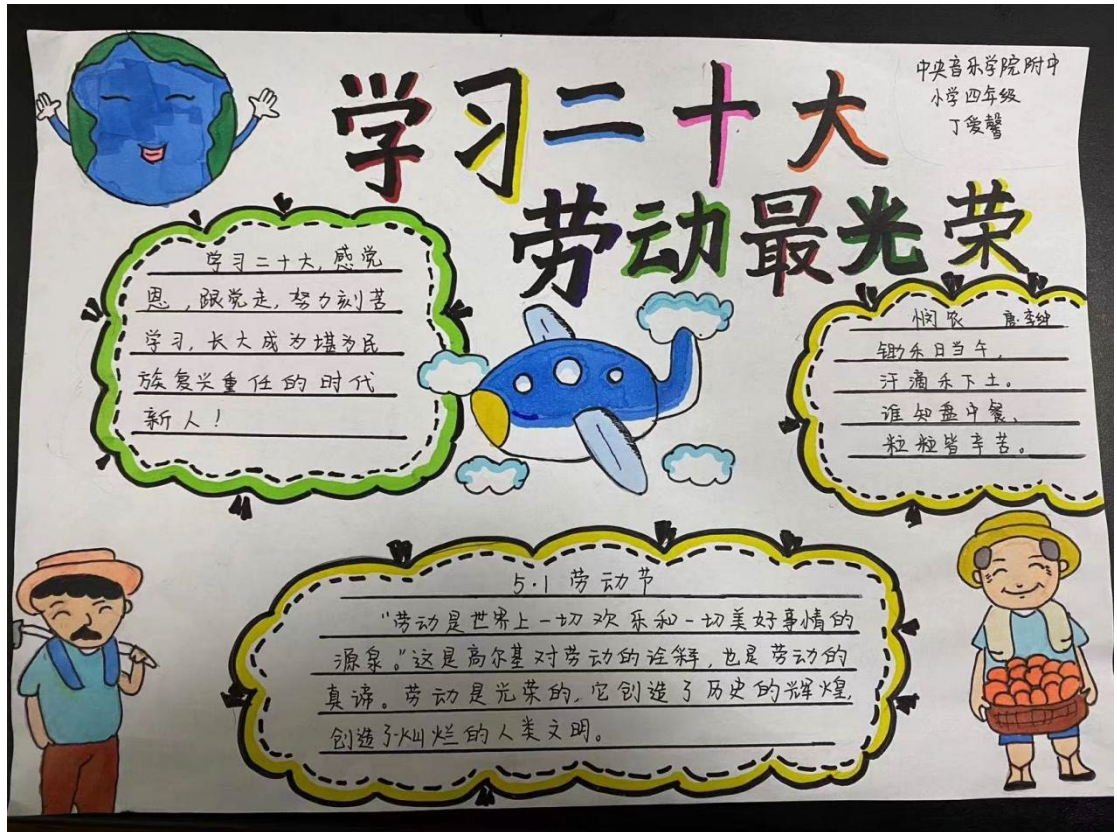 学习二十大
劳动最光荣
中央音乐学院附中
小学四年级
丁爱馨
学习二十大,感党
恩,跟党走,努力刻苦
学习,长大成为堪为民
族复兴重任的时代
新人!
悯农 唐·李绅
锄禾日当午,
汗滴禾下土。
谁知盘中餐,
粒粒皆辛苦。
5·1劳动节
“劳动是世界上一切欢乐和一切美好事情的
源泉。”这是高尔基对劳动的诠释,也是劳动的
真谛。劳动是光荣的,它创造了历史的辉煌,
创造了灿烂的人类文明。